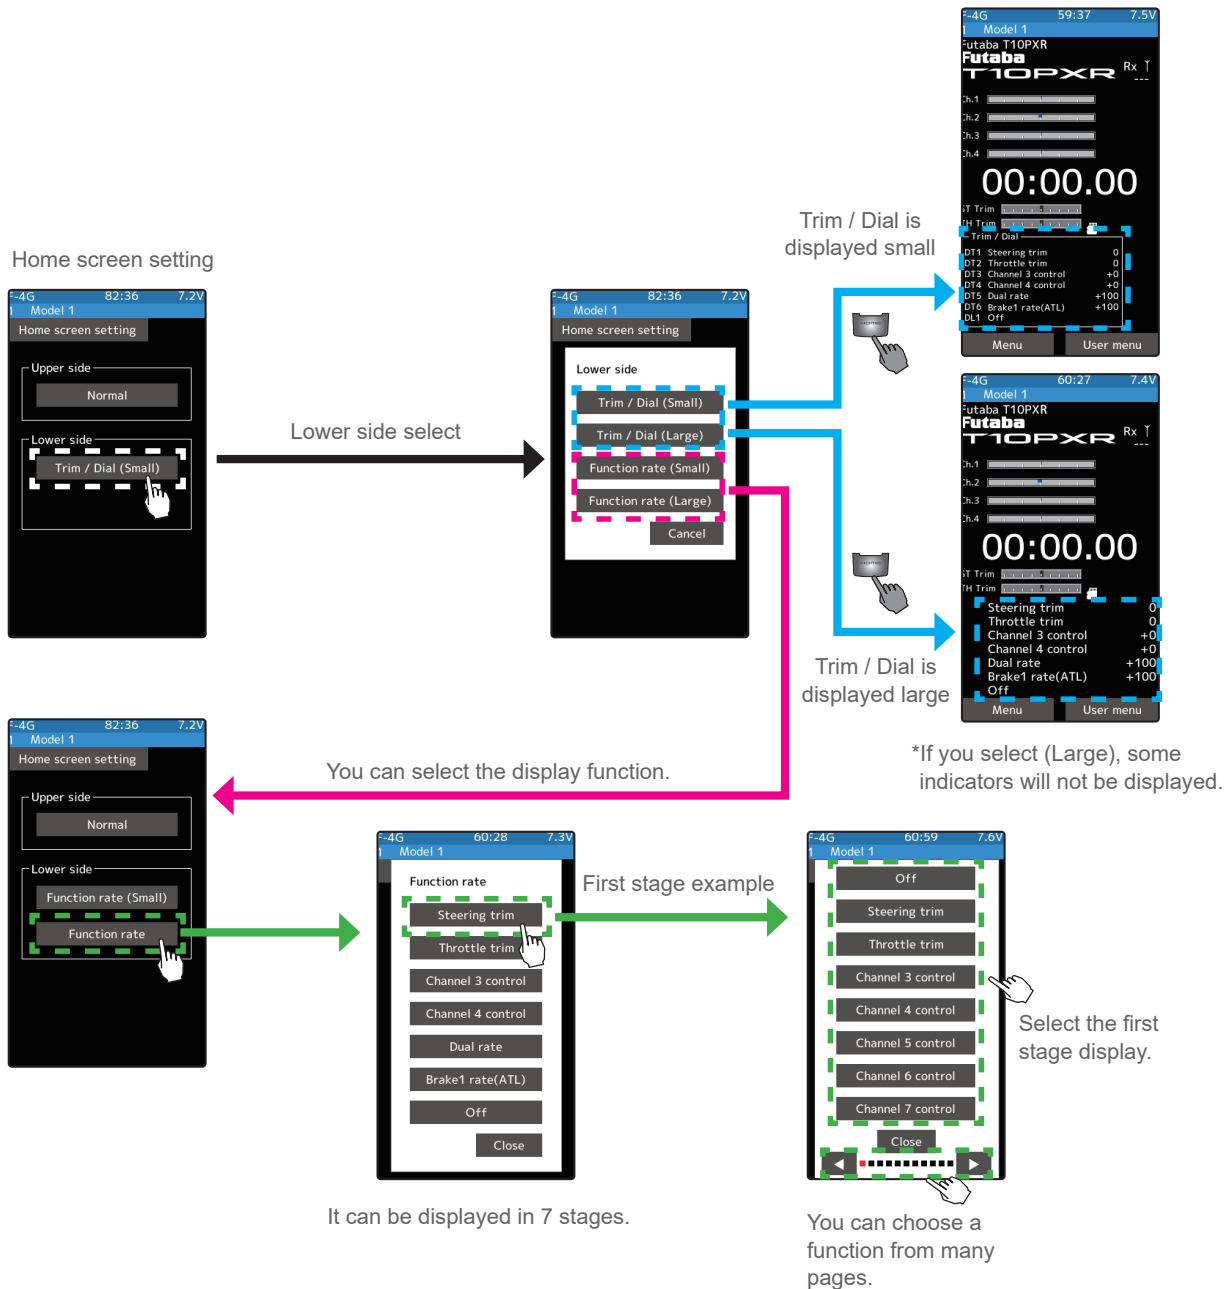 Home screen setting
F-4G 82:36 7.2V
1 Model 1
Home screen setting
Upper side
Normal
Lower side
Trim / Dial (Small)
Lower side select
F-4G 82:36 7.2V
1 Model 1
Home screen setting
Lower side
Trim / Dial (Small)
Trim / Dial (Large)
Function rate (Small)
Function rate (Large)
Cancel
Trim / Dial is
displayed small
F-4G 59:37 7.5V
1 Model 1
Futaba T10PXR
Futaba
T10PXR
Rx
---
Ch.1
Ch.2
Ch.3
Ch.4
00:00.00
ST Trim
TH Trim
Trim / Dial
DT1 Steering trim 0
DT2 Throttle trim 0
DT3 Channel 3 control +0
DT4 Channel 4 control +0
DT5 Dual rate +100
DT6 Brake1 rate(ATL) +100
DL1 Off
Menu User menu
Trim / Dial is
displayed large
F-4G 60:27 7.4V
1 Model 1
Futaba T10PXR
Futaba
T10PXR
Rx
---
Ch.1
Ch.2
Ch.3
Ch.4
00:00.00
ST Trim
TH Trim
Steering trim 0
Throttle trim 0
Channel 3 control +0
Channel 4 control +0
Dual rate +100
Brake1 rate(ATL) +100
Off
Menu User menu
*If you select (Large), some
indicators will not be displayed.
You can select the display function.
F-4G 82:36 7.2V
1 Model 1
Home screen setting
Upper side
Normal
Lower side
Function rate (Small)
Function rate
F-4G 60:28 7.3V
1 Model 1
Function rate
Steering trim
Throttle trim
Channel 3 control
Channel 4 control
Dual rate
Brake1 rate(ATL)
Off
Close
It can be displayed in 7 stages.
First stage example
F-4G 60:59 7.6V
1 Model 1
Off
Steering trim
Throttle trim
Channel 3 control
Channel 4 control
Channel 5 control
Channel 6 control
Channel 7 control
Close
Select the first
stage display.
You can choose a
function from many
pages.